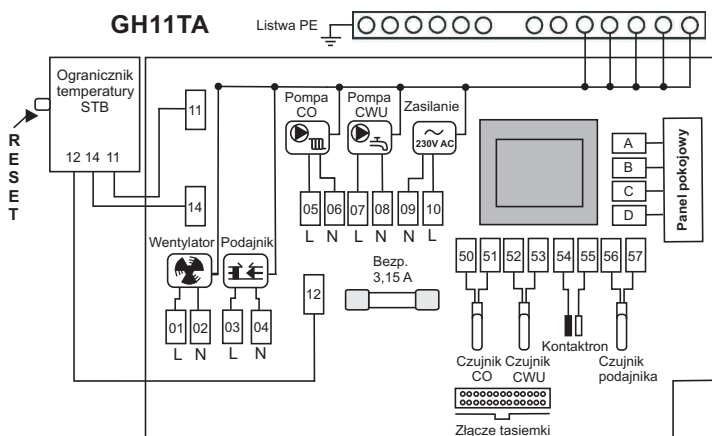 GH11TA
Listwa PE
Ogranicznik
temperatury
STB
12 14 11
RESET
11
14
Pompa
CO
Pompa
CWU
Zasilanie
230V AC
05
06
07
08
09
10
L
N
L
N
N
L
A
B
C
D
Panel pokojowy
Wentylator
Podajnik
01
02
03
04
L
N
L
N
12
Bezp.
3,15 A
50
51
52
53
54
55
56
57
Kontaktron
Czujnik
CO
Czujnik
CWU
Czujnik
podajnika
Złącze tasiemki